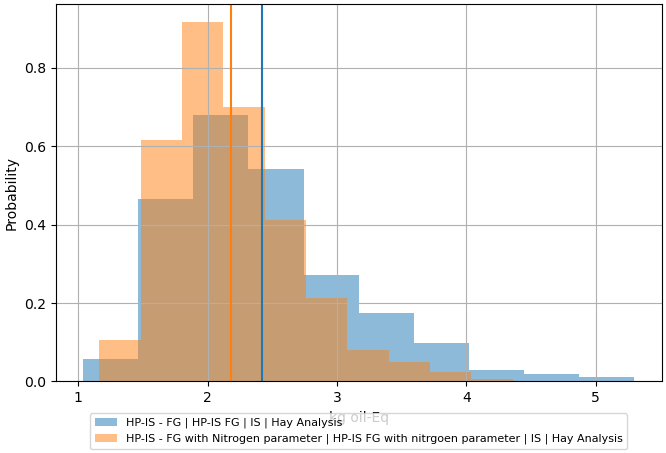 Probability
0.8
0.6
0.4
0.2
0.0
1 2 3 4 5
kg oil-Eq
HP-IS - FG | HP-IS FG | IS | Hay Analysis
HP-IS - FG with Nitrogen parameter | HP-IS FG with nitrgoen parameter | IS | Hay Analysis